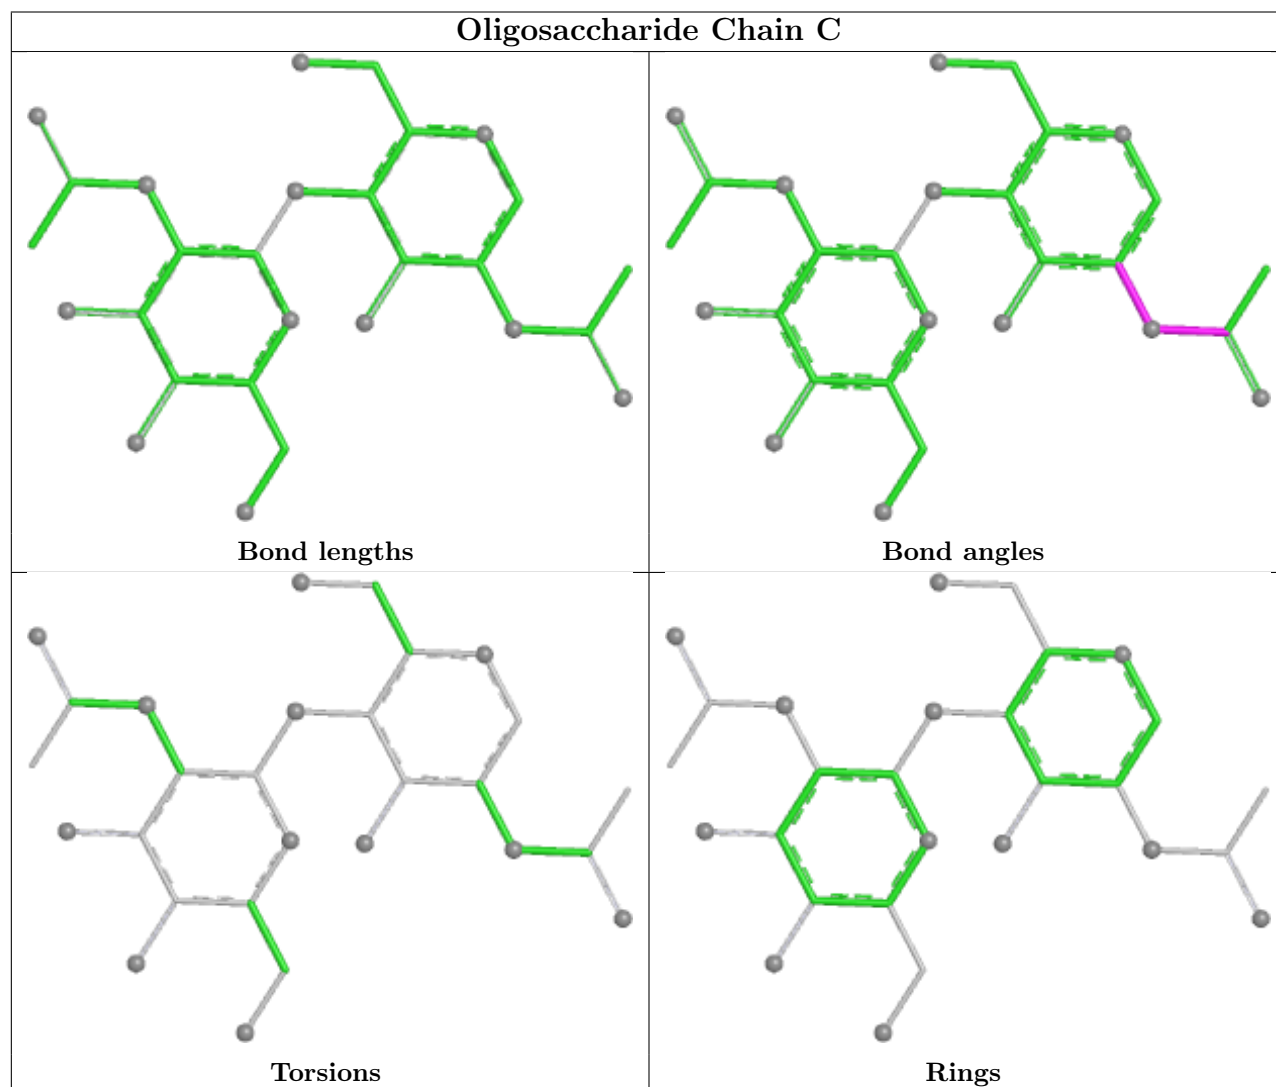 Oligosaccharide Chain C
Bond lengths
Bond angles
Torsions
Rings